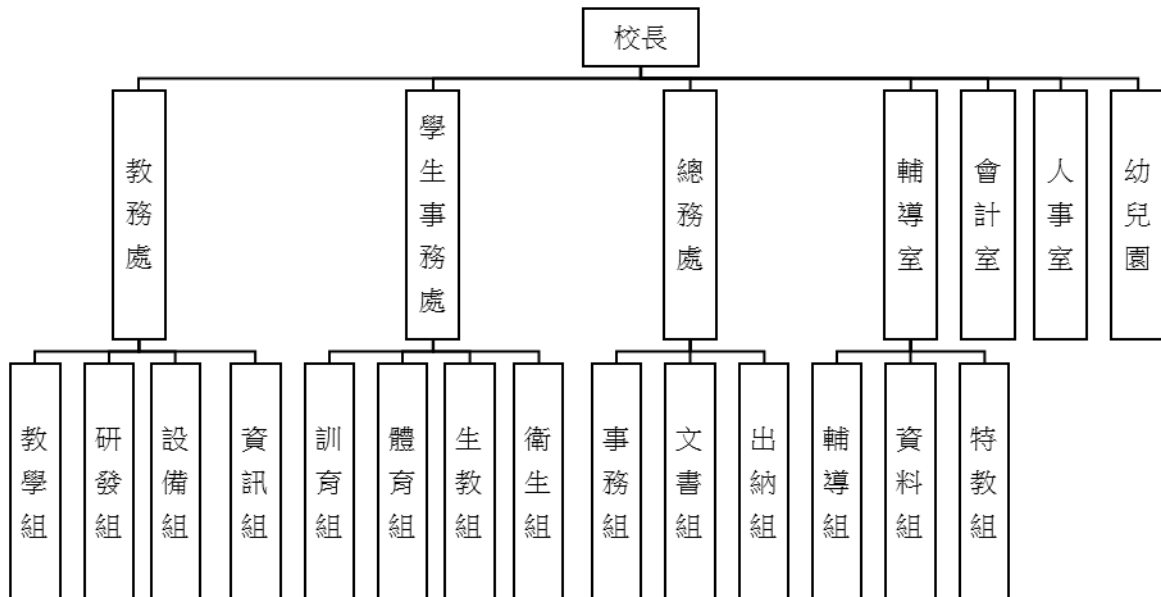 校長
教務處
學生事務處
總務處
輔導室
會計室
人事室
幼兒園
教學組
研發組
設備組
資訊組
訓育組
體育組
生教組
衛生組
事務組
文書組
出納組
輔導組
資料組
特教組